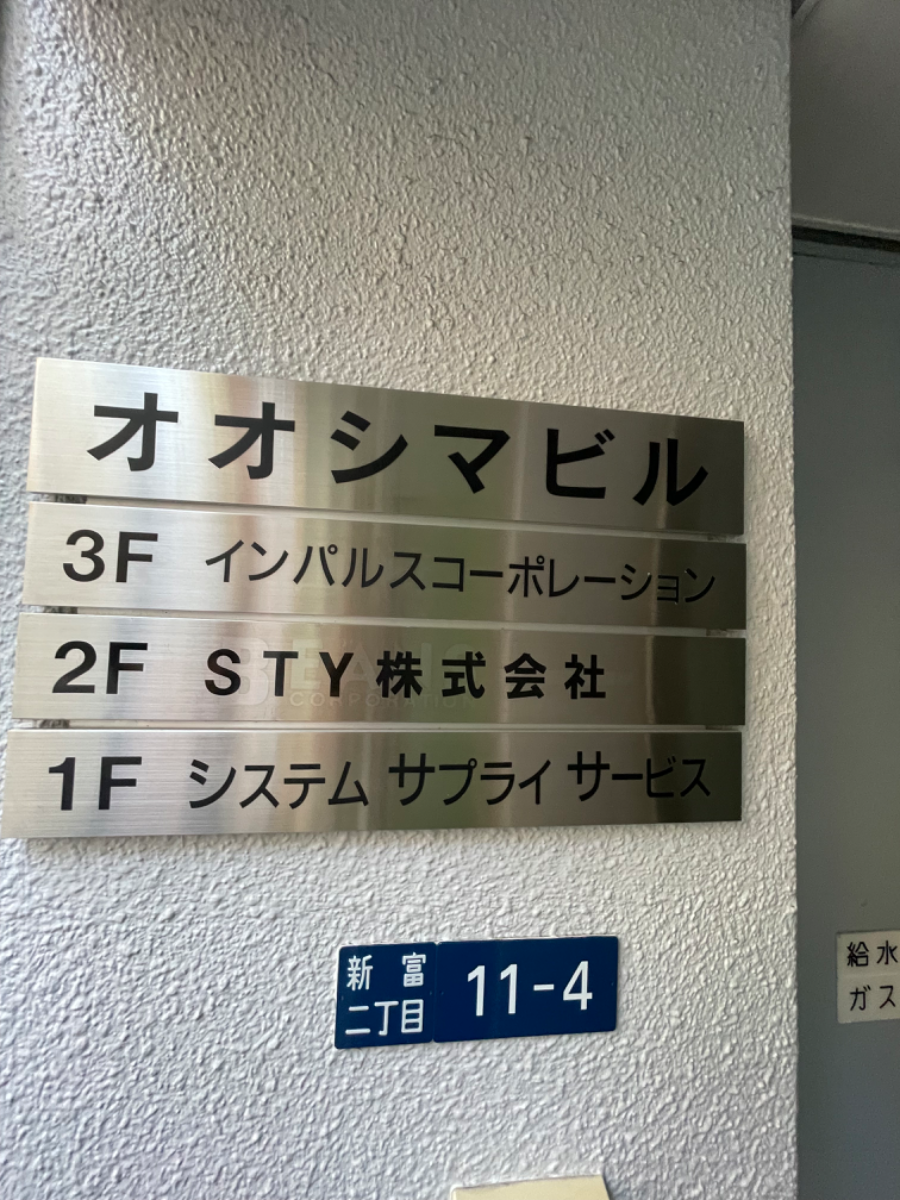 オオシマビル
3F インパルスコーポレーション
2F STY株式会社
CORPORATION
1F システム サプライ サービス
新富
二丁目
11-4
給水
ガス